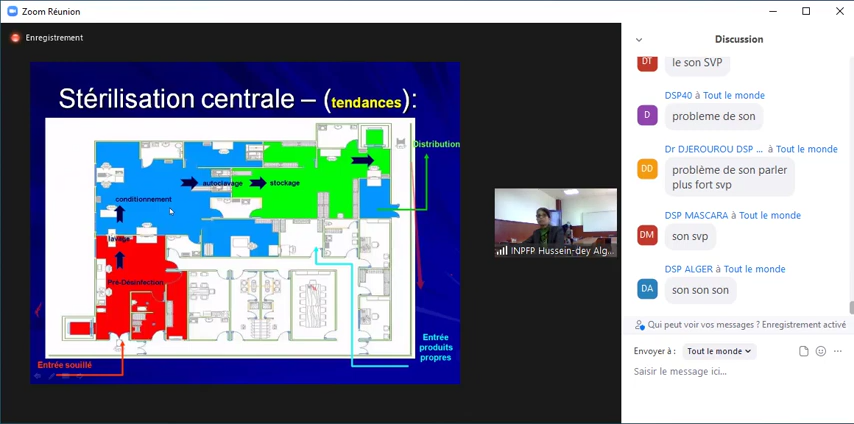 Zoom Réunion
Enregistrement
Stérilisation centrale – (tendances):
Distribution
autoclavage
stockage
conditionnement
lavage
Pré-Désinfection
Entrée souillé
Entrée
produits
propres
INPFP Hussein-dey Alg...
Discussion
DT
le son SVP
DSP40 à Tout le monde
D
probleme de son
Dr DJEROUROU DSP ... à Tout le monde
DD
problème de son parler
plus fort svp
DSP MASCARA à Tout le monde
DM
son svp
DSP ALGER à Tout le monde
DA
son son son
Qui peut voir vos messages ? Enregistrement activé
Envoyer à :
Tout le monde
Saisir le message ici...